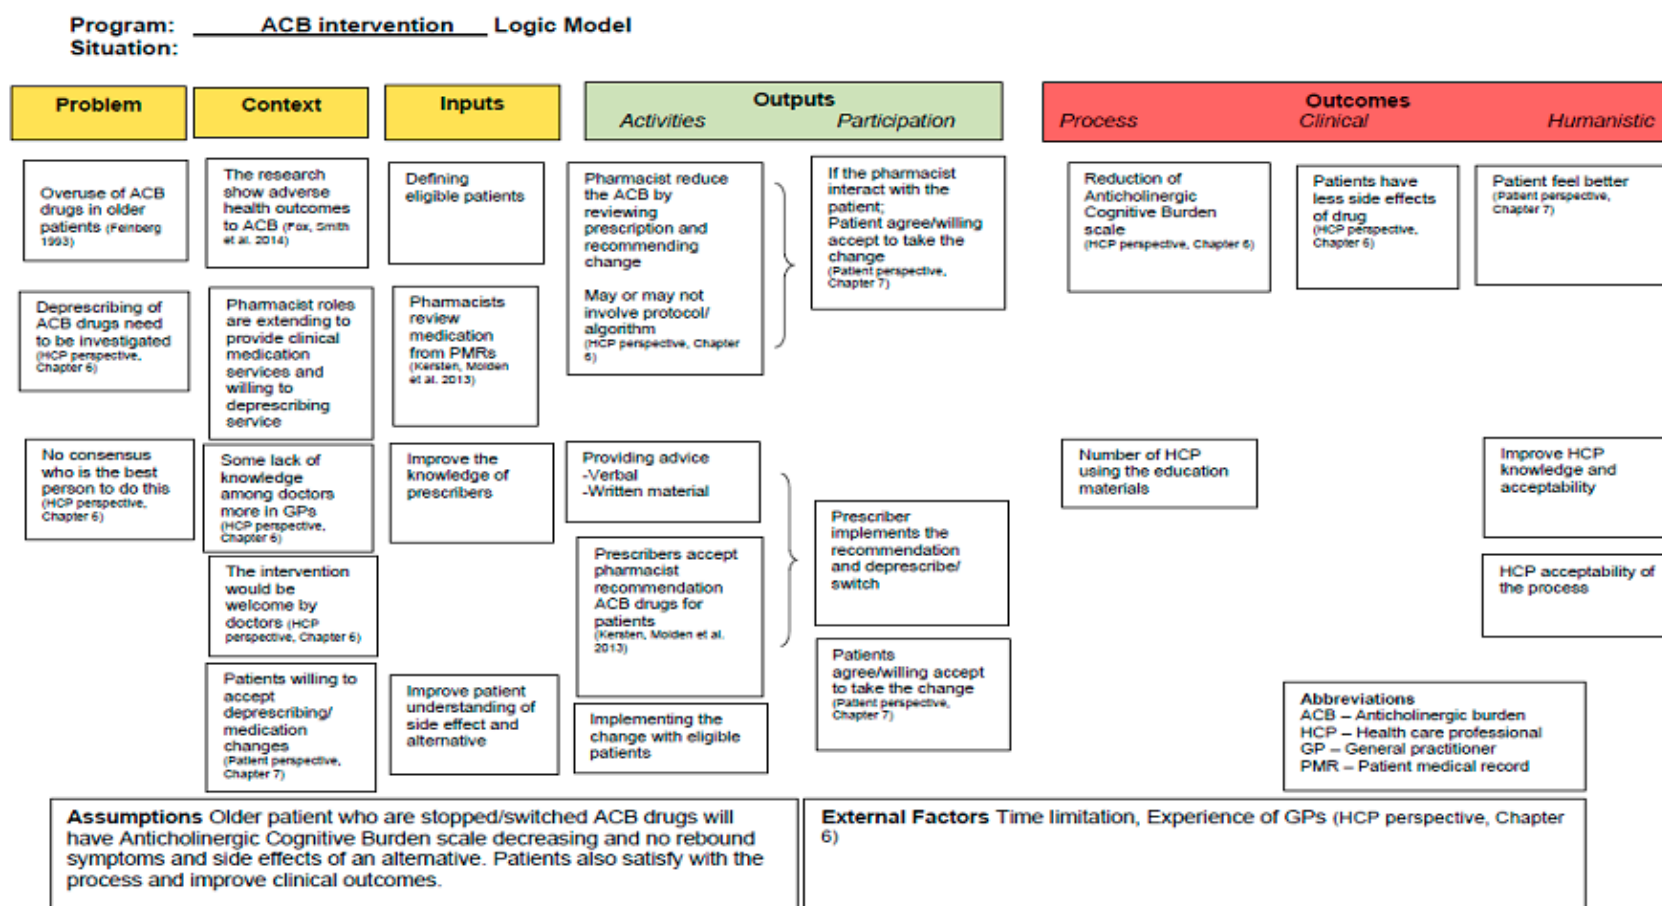 Program: ACB intervention Logic Model
Situation:
Problem
Context
Inputs
Outputs
Activities Participation
Outcomes
Process Clinical Humanistic
Overuse of ACB
drugs in older
patients (Feinberg
1993)
Deprescribing of
ACB drugs need
to be investigated
(HCP perspective,
Chapter 6)
No consensus
who is the best
person to do this
(HCP perspective,
Chapter 6)
The research
show adverse
health outcomes
to ACB (Fox, Smith
et al. 2014)
Pharmacist roles
are extending to
provide clinical
medication
services and
willing to
deprescribing
service
Some lack of
knowledge
among doctors
more in GPs
(HCP perspective,
Chapter 6)
The intervention
would be
welcome by
doctors (HCP
perspective, Chapter 6)
Patients willing to
accept
deprescribing/
medication
changes
(Patient perspective,
Chapter 7)
Defining
eligible patients
Pharmacists
review
medication
from PMRs
(Kersten, Molden
et al. 2013)
Improve the
knowledge of
prescribers
Improve patient
understanding of
side effect and
alternative
Pharmacist reduce
the ACB by
reviewing
prescription and
recommending
change
May or may not
involve protocol/
algorithm
(HCP perspective, Chapter
6)
Providing advice
-Verbal
-Written material
Prescribers accept
pharmacist
recommendation
ACB drugs for
patients
(Kersten, Molden et al.
2013)
Implementing the
change with eligible
patients
If the pharmacist
interact with the
patient;
Patient agree/willing
accept to take the
change
(Patient perspective,
Chapter 7)
Prescriber
implements the
recommendation
and deprescribe/
switch
Patients
agree/willing accept
to take the change
(Patient perspective,
Chapter 7)
Reduction of
Anticholinergic
Cognitive Burden
scale
(HCP perspective, Chapter 6)
Number of HCP
using the education
materials
Patients have
less side effects
of drug
(HCP perspective,
Chapter 6)
Patient feel better
(Patient perspective,
Chapter 7)
Improve HCP
knowledge and
acceptability
HCP acceptability of
the process
Abbreviations
ACB – Anticholinergic burden
HCP – Health care professional
GP – General practitioner
PMR – Patient medical record
Assumptions Older patient who are stopped/switched ACB drugs will
have Anticholinergic Cognitive Burden scale decreasing and no rebound
symptoms and side effects of an alternative. Patients also satisfy with the
process and improve clinical outcomes.
External Factors Time limitation, Experience of GPs (HCP perspective, Chapter
6)